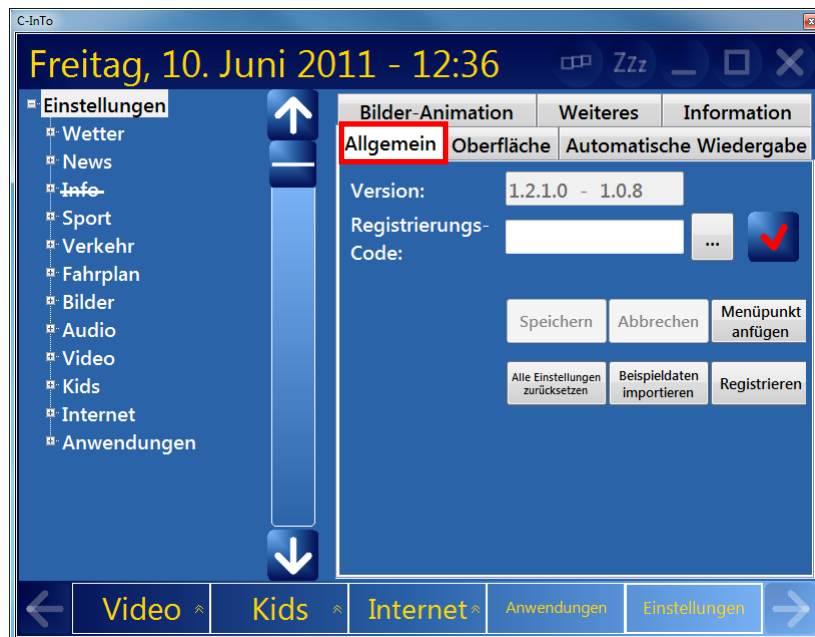 C-InTo
Freitag, 10. Juni 2011 - 12:36
Zzz
Einstellungen
Wetter
News
Info
Sport
Verkehr
Fahrplan
Bilder
Audio
Video
Kids
Internet
Anwendungen
Bilder-Animation Weiteres Information
Allgemein Oberfläche Automatische Wiedergabe
Version: 1.2.1.0 - 1.0.8
Registrierungs-
Code: ...
Speichern Abbrechen Menüpunkt
anfügen
Alle Einstellungen
zurücksetzen
Beispieldaten
importieren
Registrieren
Video Kids Internet Anwendungen Einstellungen